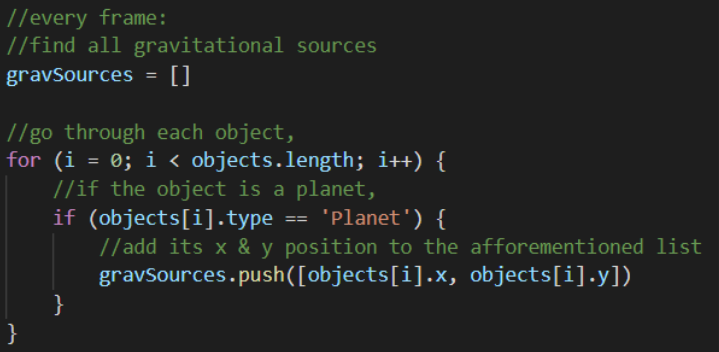 //every frame:
//find all gravitational sources
gravSources = []

//go through each object,
for (i = 0; i < objects.length; i++) {
    //if the object is a planet,
    if (objects[i].type == 'Planet') {
        //add its x & y position to the afforementioned list
        gravSources.push([objects[i].x, objects[i].y])
    }
}